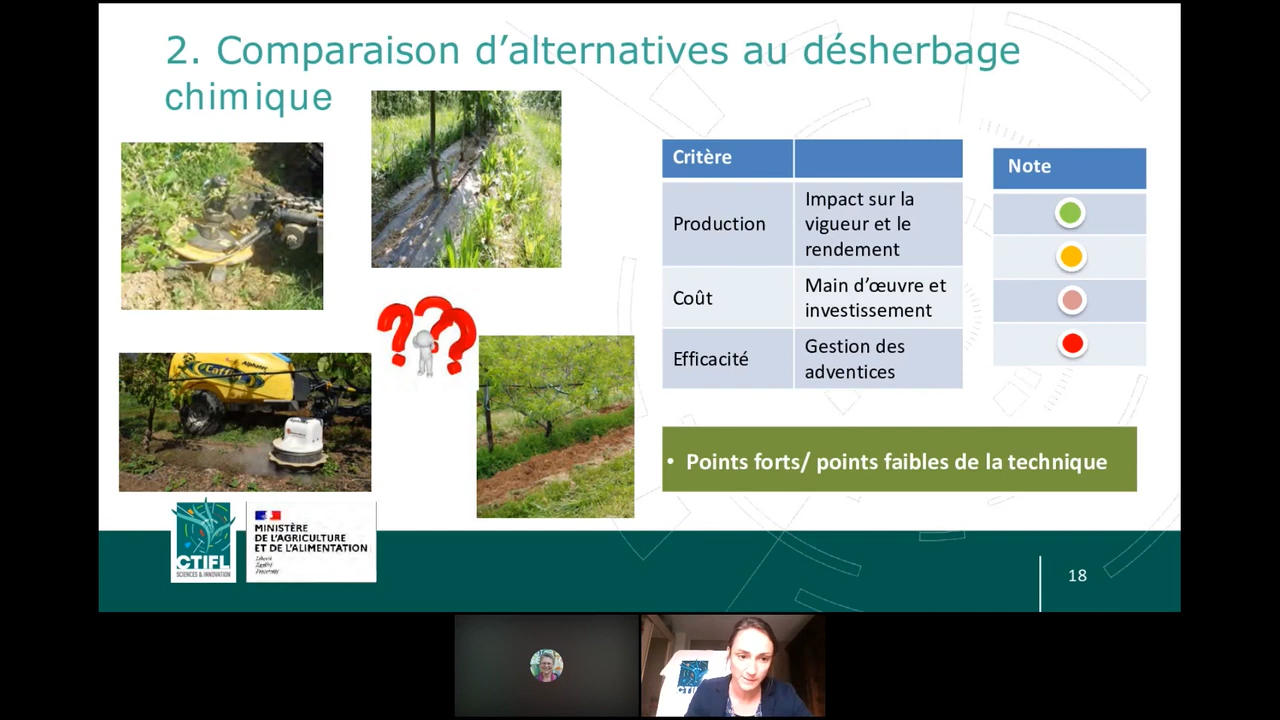 2. Comparaison d’alternatives au désherbage
chimique
Critère
Production
Impact sur la
vigueur et le
rendement
Coût
Main d’œuvre et
investissement
Efficacité
Gestion des
adventices
Note
• Points forts/ points faibles de la technique
Caffini
CTIFL
SCIENCES & INNOVATION
MINISTÈRE
DE L’AGRICULTURE
ET DE L’ALIMENTATION
Liberté
Égalité
Fraternité
18